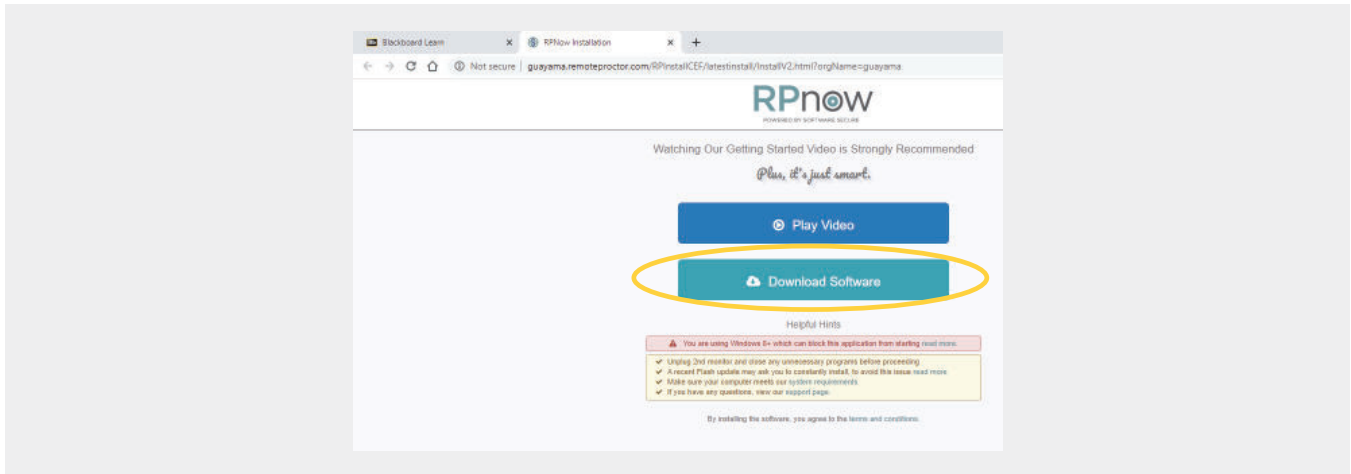 Blackboard Learn
RPNow Installation
Not secure | guayama.remoteproctor.com/RPInstallCEF/latestinstall/InstallV2.html?orgName=guayama
RPnow
POWERED BY SOFTWARE SECURE
Watching Our Getting Started Video is Strongly Recommended
Plus, it's just smart.
Play Video
Download Software
Helpful Hints
You are using Windows 8+ which can block this application from starting read more.
Unplug 2nd monitor and close any unnecessary programs before proceeding.
A recent Flash update may ask you to constantly install, to avoid this issue read more
Make sure your computer meets our system requirements.
If you have any questions, view our support page.
By installing the software, you agree to the terms and conditions.